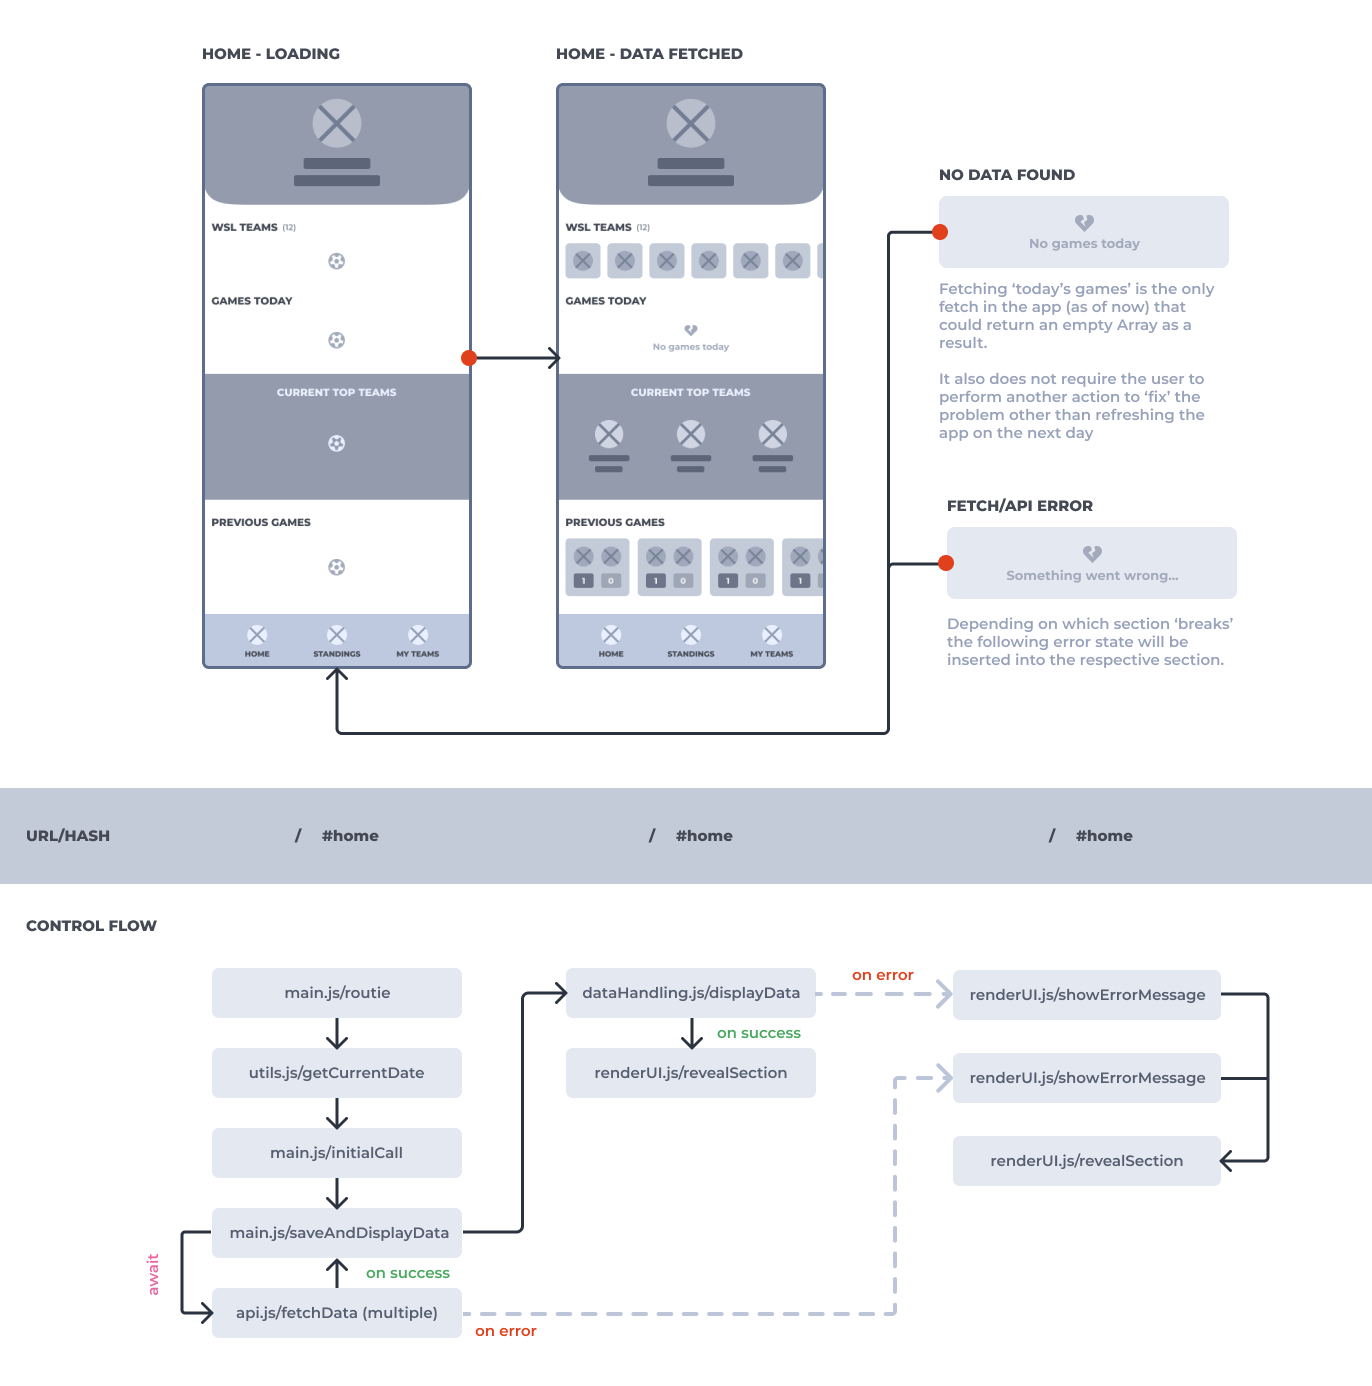 HOME - LOADING
HOME - DATA FETCHED
WSL TEAMS (12)
GAMES TODAY
CURRENT TOP TEAMS
PREVIOUS GAMES
HOME
STANDINGS
MY TEAMS
WSL TEAMS (12)
GAMES TODAY
No games today
CURRENT TOP TEAMS
PREVIOUS GAMES
1 0 1 0 1 0 1
HOME
STANDINGS
MY TEAMS
NO DATA FOUND
No games today
Fetching ‘today’s games’ is the only
fetch in the app (as of now) that
could return an empty Array as a
result.
It also does not require the user to
perform another action to ‘fix’ the
problem other than refreshing the
app on the next day
FETCH/API ERROR
Something went wrong...
Depending on which section ‘breaks’
the following error state will be
inserted into the respective section.
URL/HASH
/ #home
/ #home
/ #home
CONTROL FLOW
main.js/routie
utils.js/getCurrentDate
main.js/initialCall
main.js/saveAndDisplayData
await
on success
api.js/fetchData (multiple)
on error
dataHandling.js/displayData
on error
on success
renderUI.js/revealSection
renderUI.js/showErrorMessage
renderUI.js/showErrorMessage
renderUI.js/revealSection